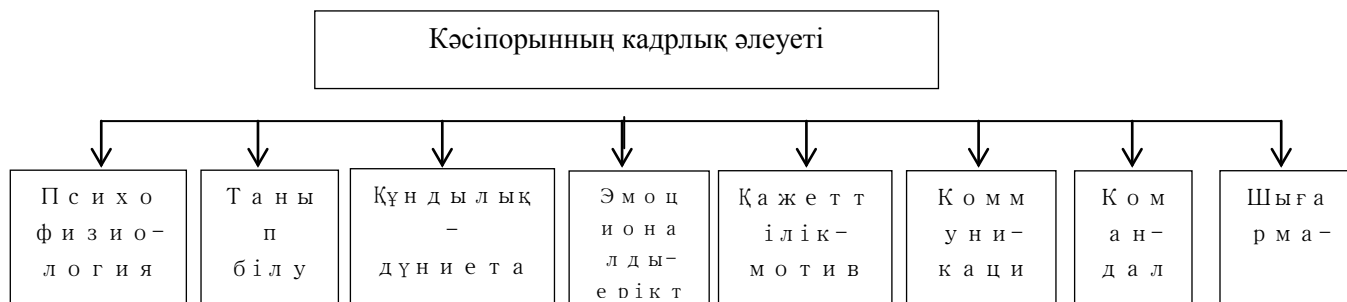 Кәсіпорынның кадрлық әлеуеті
Психо
физио-
логия
Таны
п
білу
Құндылық
-
дүниета
Эмоц
иона
лды-
ерікт
Қажетт
ілік-
мотив
Комм
уни-
каци
Ком
ан-
дал
Шыға
рма-